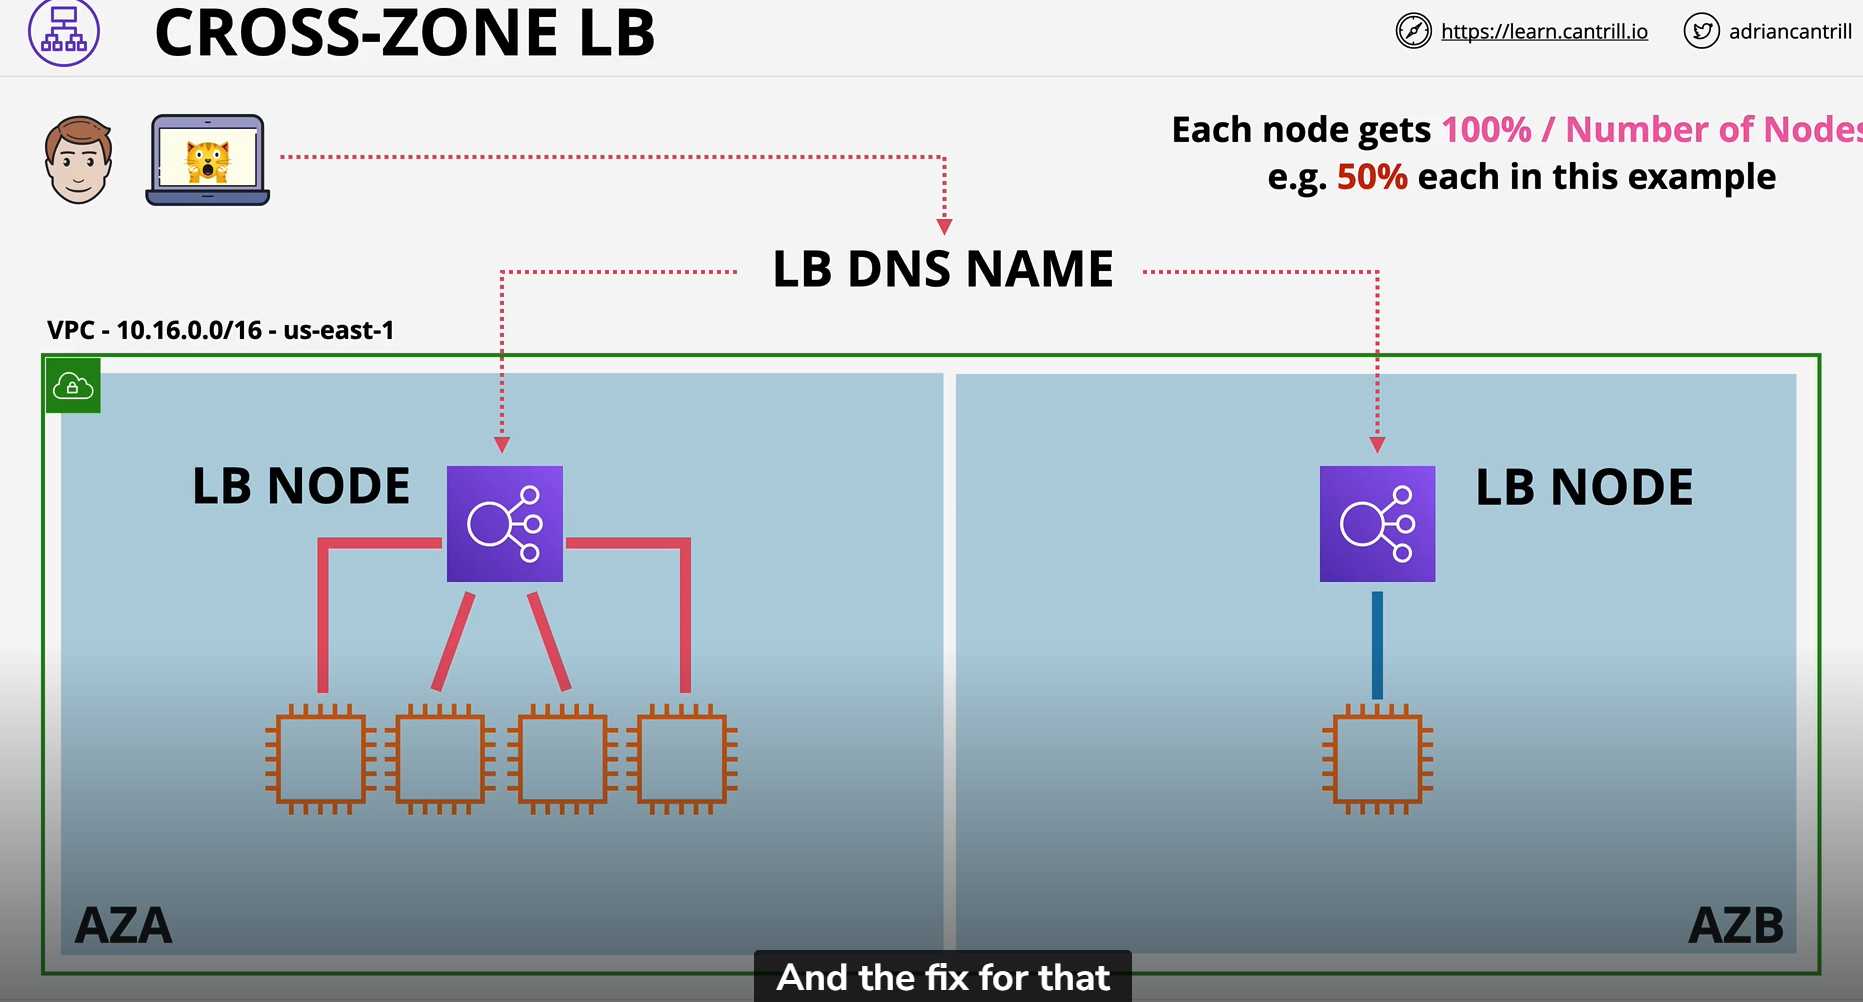 CROSS-ZONE LB
https://learn.cantrill.io
adriancantrill
Each node gets 100% / Number of Nodes
e.g. 50% each in this example
LB DNS NAME
VPC - 10.16.0.0/16 - us-east-1
LB NODE
LB NODE
AZA
AZB
And the fix for that